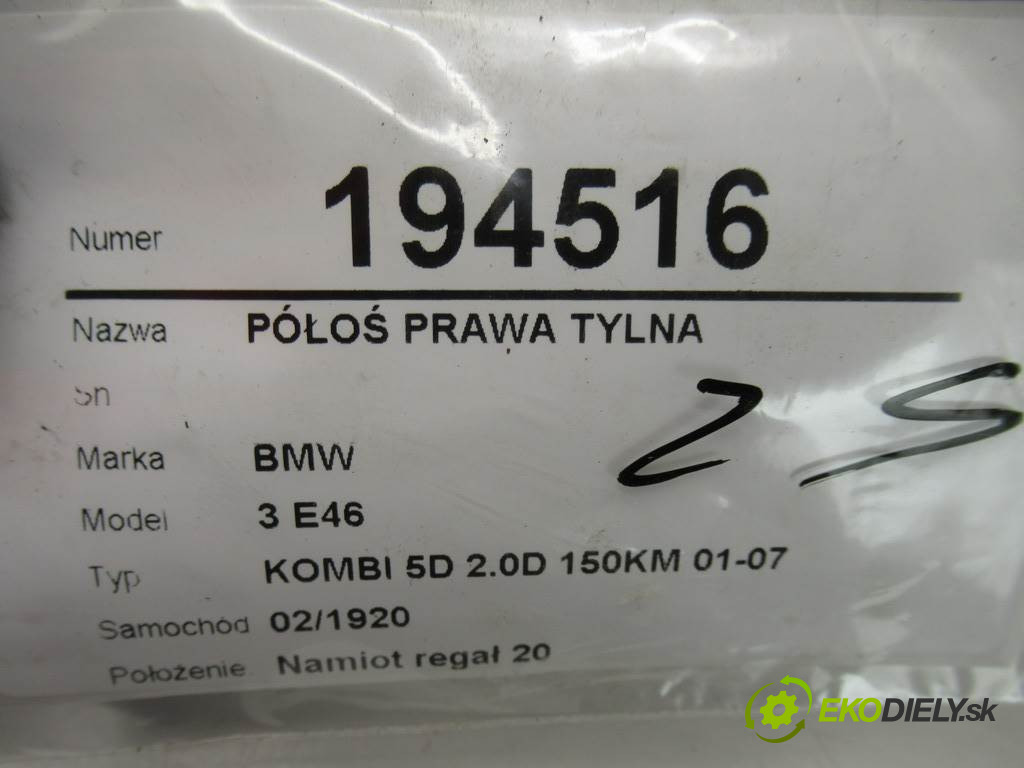 Numer 194516
Nazwa PÓŁOŚ PRAWA TYLNA
Sn
25
Marka BMW
Model 3 E46
Typ KOMBI 5D 2.0D 150KM 01-07
Samochód 02/1920
Położenie Namiot regał 20
EKODIELY.sk